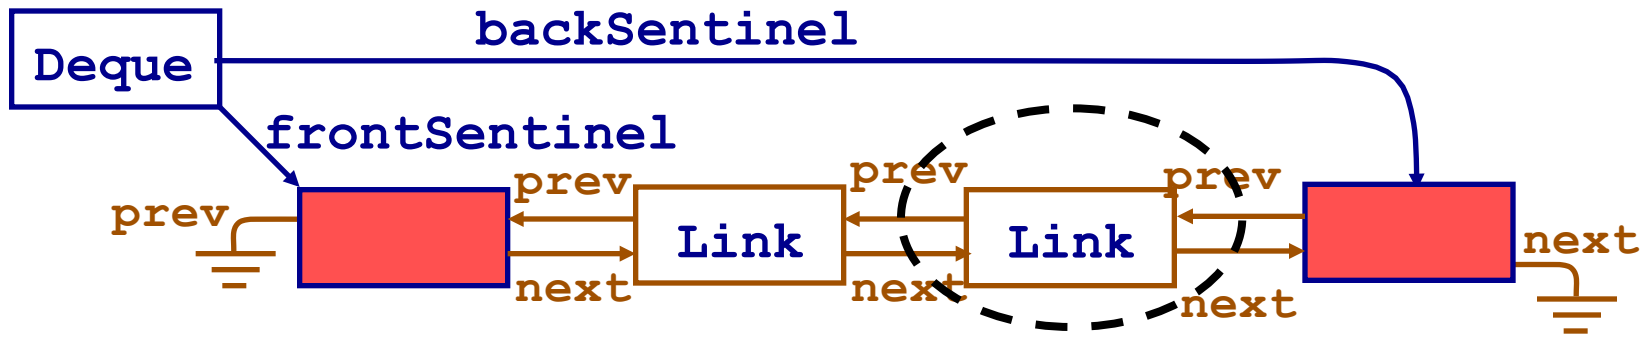 backSentinel
Deque
frontSentinel
prev
prev
prev
prev
Link
Link
next
next
next
next